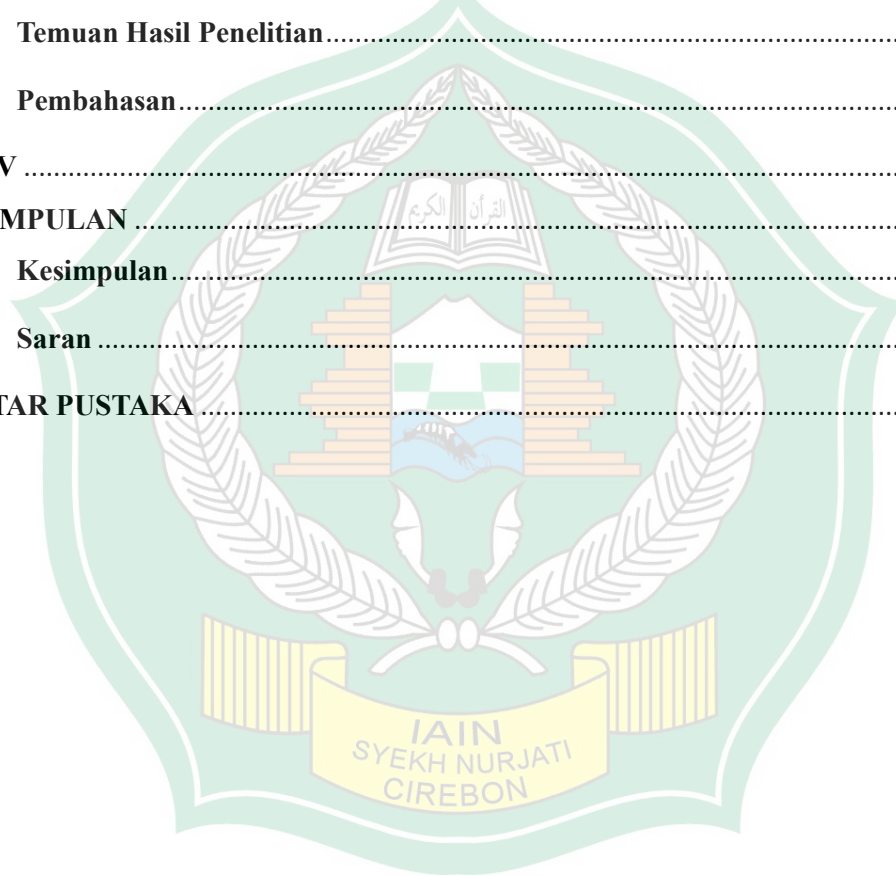 Temuan Hasil Penelitian
Pembahasan
V
MPULAN
Kesimpulan
Saran
TAR PUSTAKA
القرآن الكريم
IAIN
SYEKH NURJATI
CIREBON